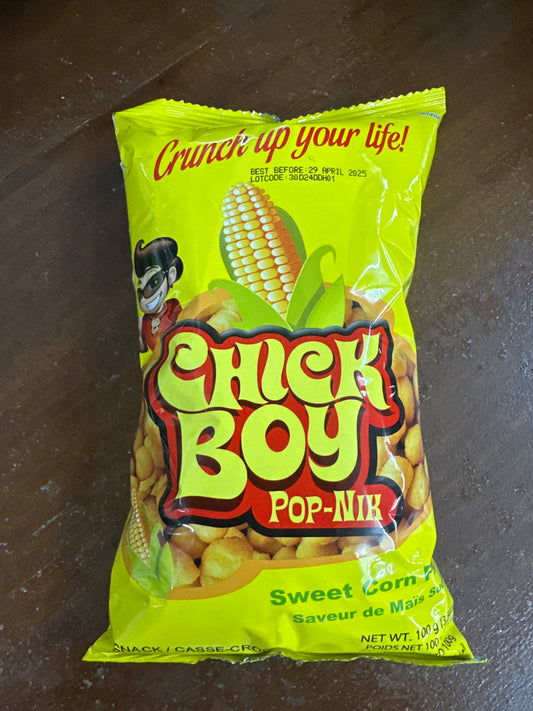 Crunch up your life!
BEST BEFORE:29 APRIL 2025
LOTCODE:30D24ODH01
CHICK
BOY
POP-NIK
Sweet Corn
Saveur de Maïs
NET WT. 100 g
POIDS NET 100
SNACK / CASSE-CRO